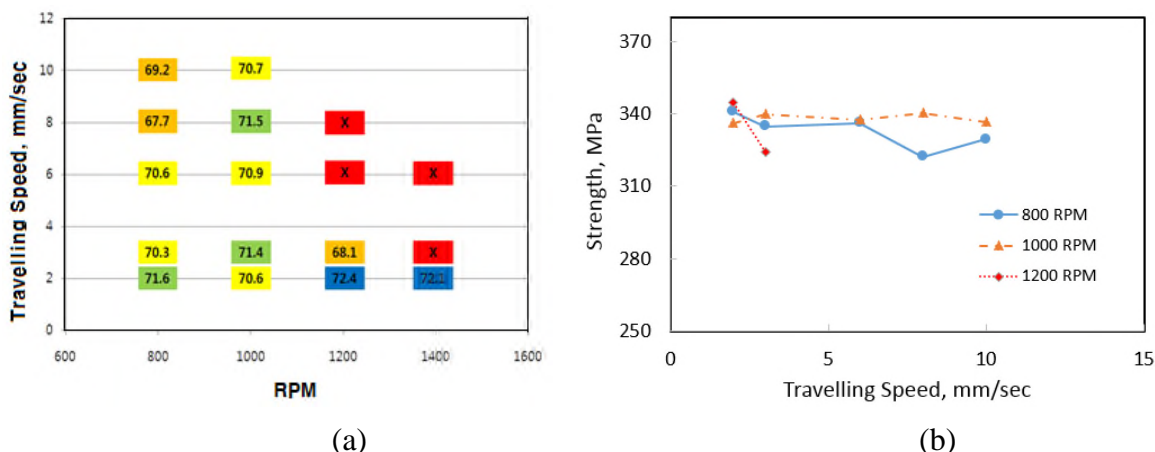 12
10
8
6
4
2
0
Travelling Speed, mm/sec
69.2 70.7
67.7 71.5 X
70.6 70.9 X X
70.3 71.4 68.1 X
71.6 70.6 72.4 72.1
600 800 1000 1200 1400 1600
RPM
(a)
370
340
310
280
250
Strength, MPa
800 RPM
1000 RPM
1200 RPM
0 5 10 15
Travelling Speed, mm/sec
(b)